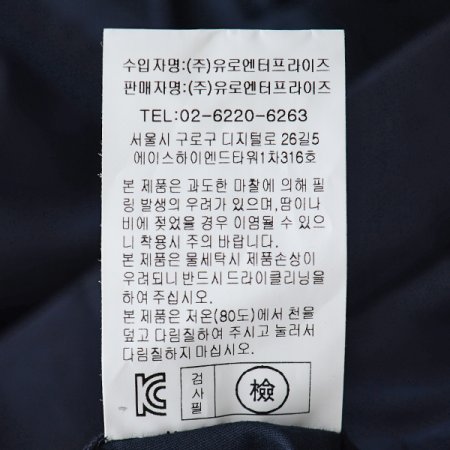 수입자명:(주)유로엔터프라이즈
판매자명:(주)유로엔터프라이즈
TEL:02-6220-6263
서울시 구로구 디지털로 26길5
에이스하이엔드타워1차316호
본 제품은 과도한 마찰에 의해 필
링 발생의 우려가 있으며,땀이나
비에 젖었을 경우 이염될 수 있으
니 착용시 주의 바랍니다.
본 제품은 물세탁시 제품손상이
우려되니 반드시 드라이클리닝을
하여 주십시오.
본 제품은 저온(80도)에서 천을
덮고 다림질하여 주시고 눌러서
다림질하지 마십시오.
KC 검사필 檢